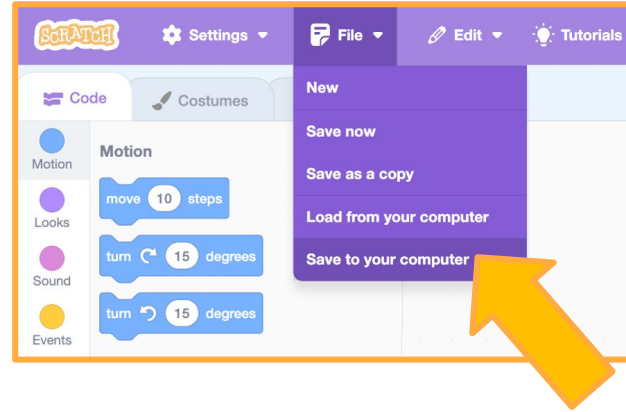 SCRATCH Settings File Edit Tutorials
Code Costumes
New
Save now
Save as a copy
Load from your computer
Save to your computer
Motion
Looks
Sound
Events
Motion
move 10 steps
turn 15 degrees
turn 15 degrees